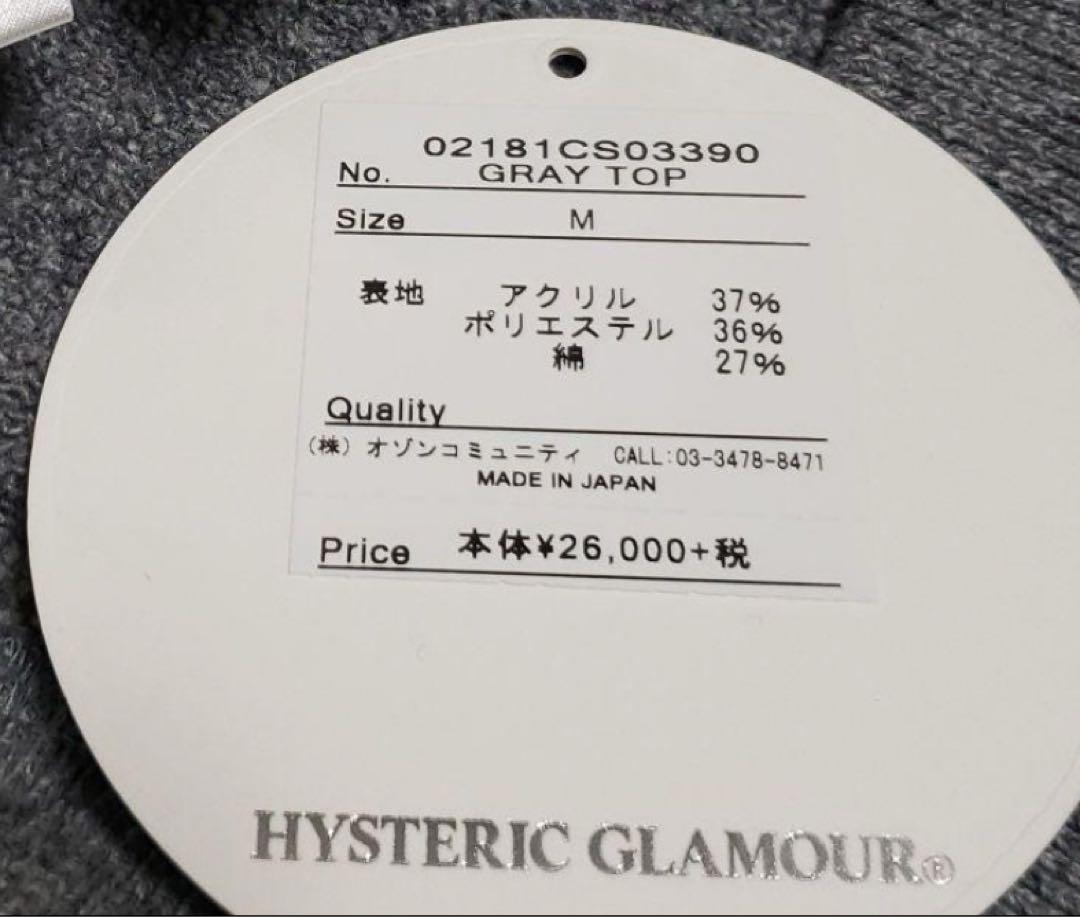 02181CS03390
No. GRAY TOP
Size M
表地 アクリル 37%
ポリエステル 36%
綿 27%
Quality
(株) オゾンコミュニティ CALL:03-3478-8471
MADE IN JAPAN
Price 本体¥26,000+税
HYSTERIC GLAMOUR®